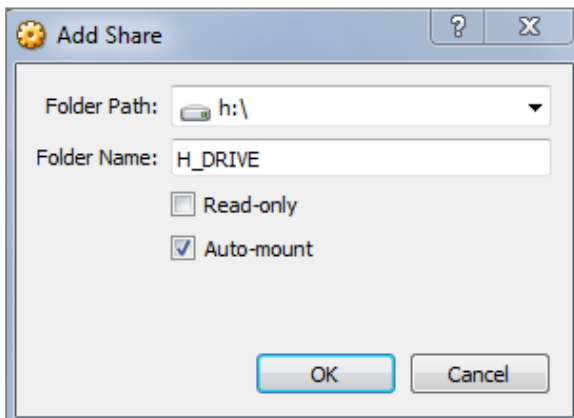 Add Share
Folder Path: h:\
Folder Name: H_DRIVE
Read-only
Auto-mount
OK Cancel